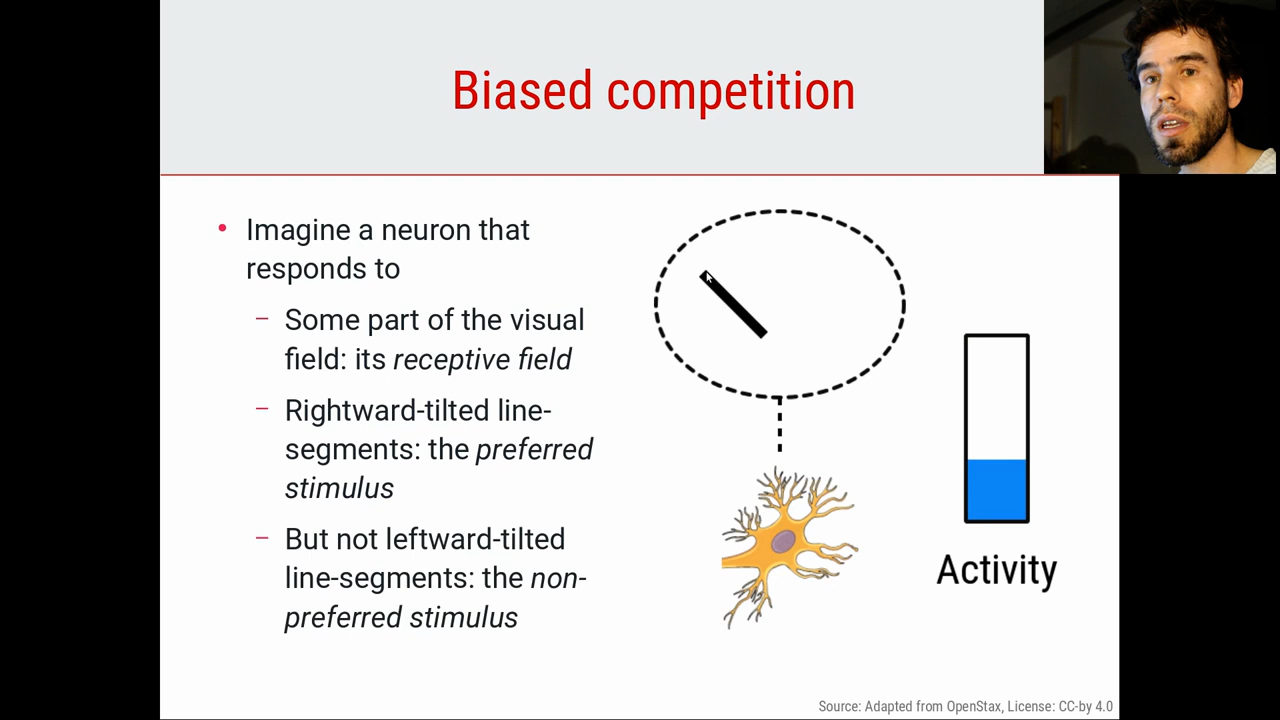 Biased competition
• Imagine a neuron that
responds to
– Some part of the visual
field: its receptive field
– Rightward-tilted line-
segments: the preferred
stimulus
– But not leftward-tilted
line-segments: the non-
preferred stimulus
Activity
Source: Adapted from OpenStax, License: CC-by 4.0